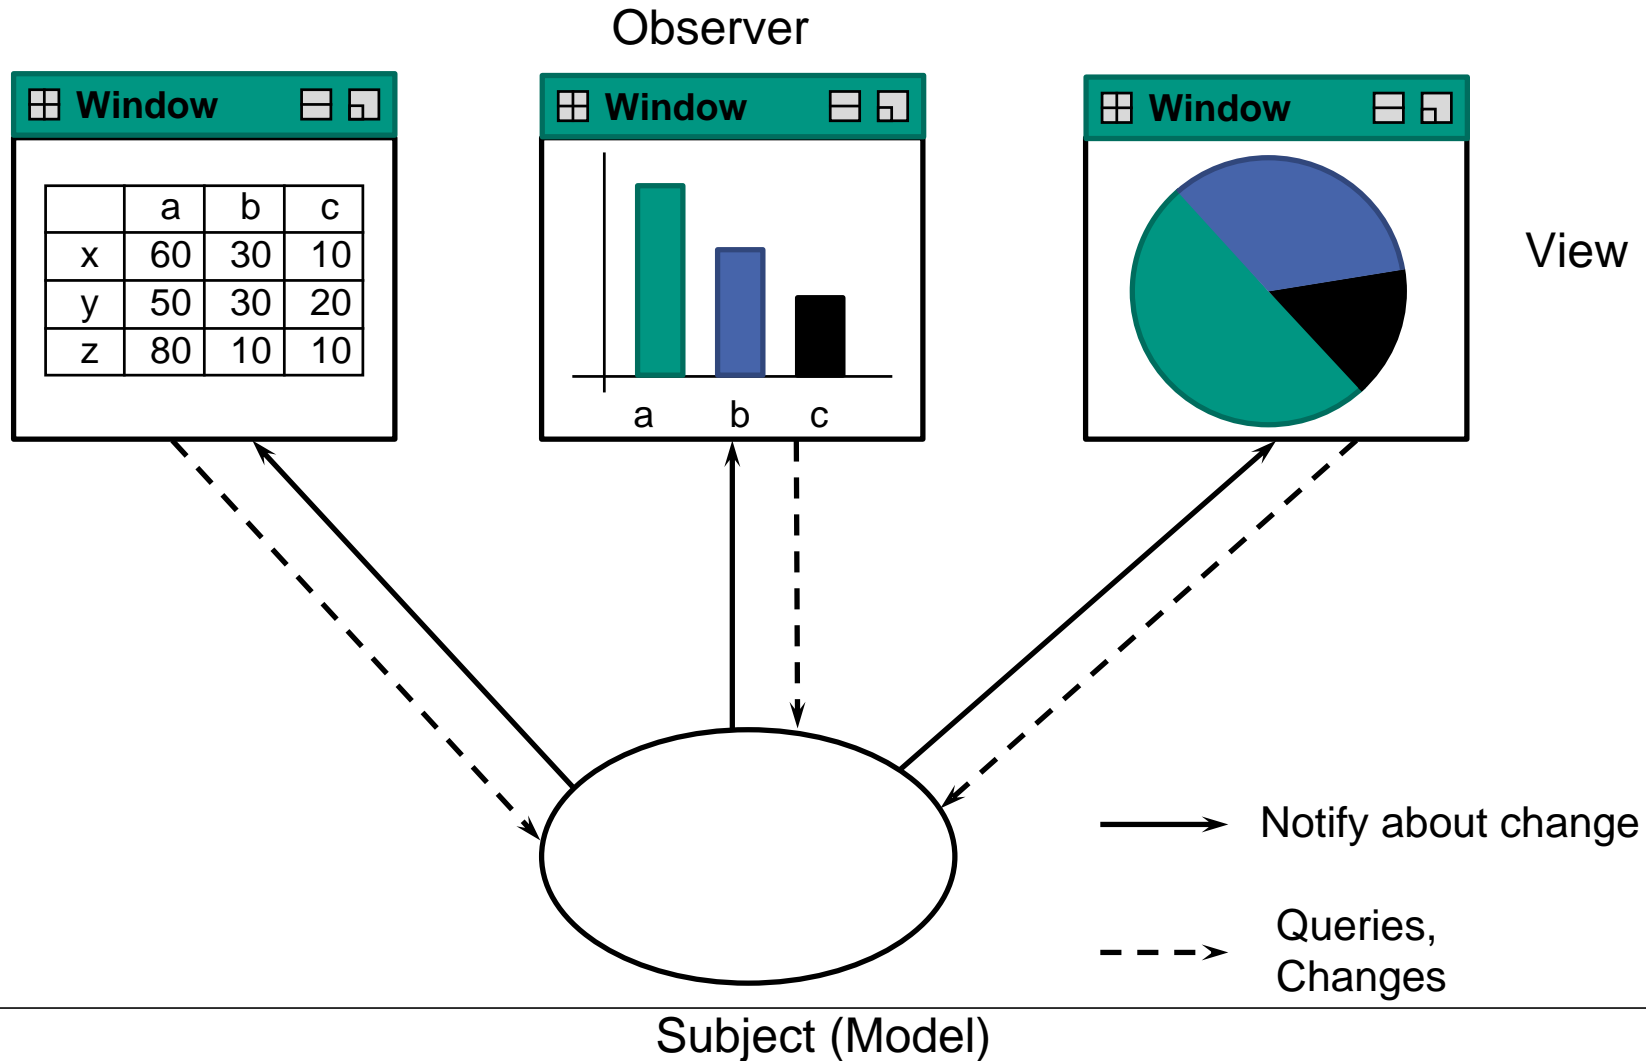 Observer
Window
Window
Window
a b c
x 60 30 10
y 50 30 20
z 80 10 10
a b c
View
Notify about change
Queries,
Changes
Subject (Model)